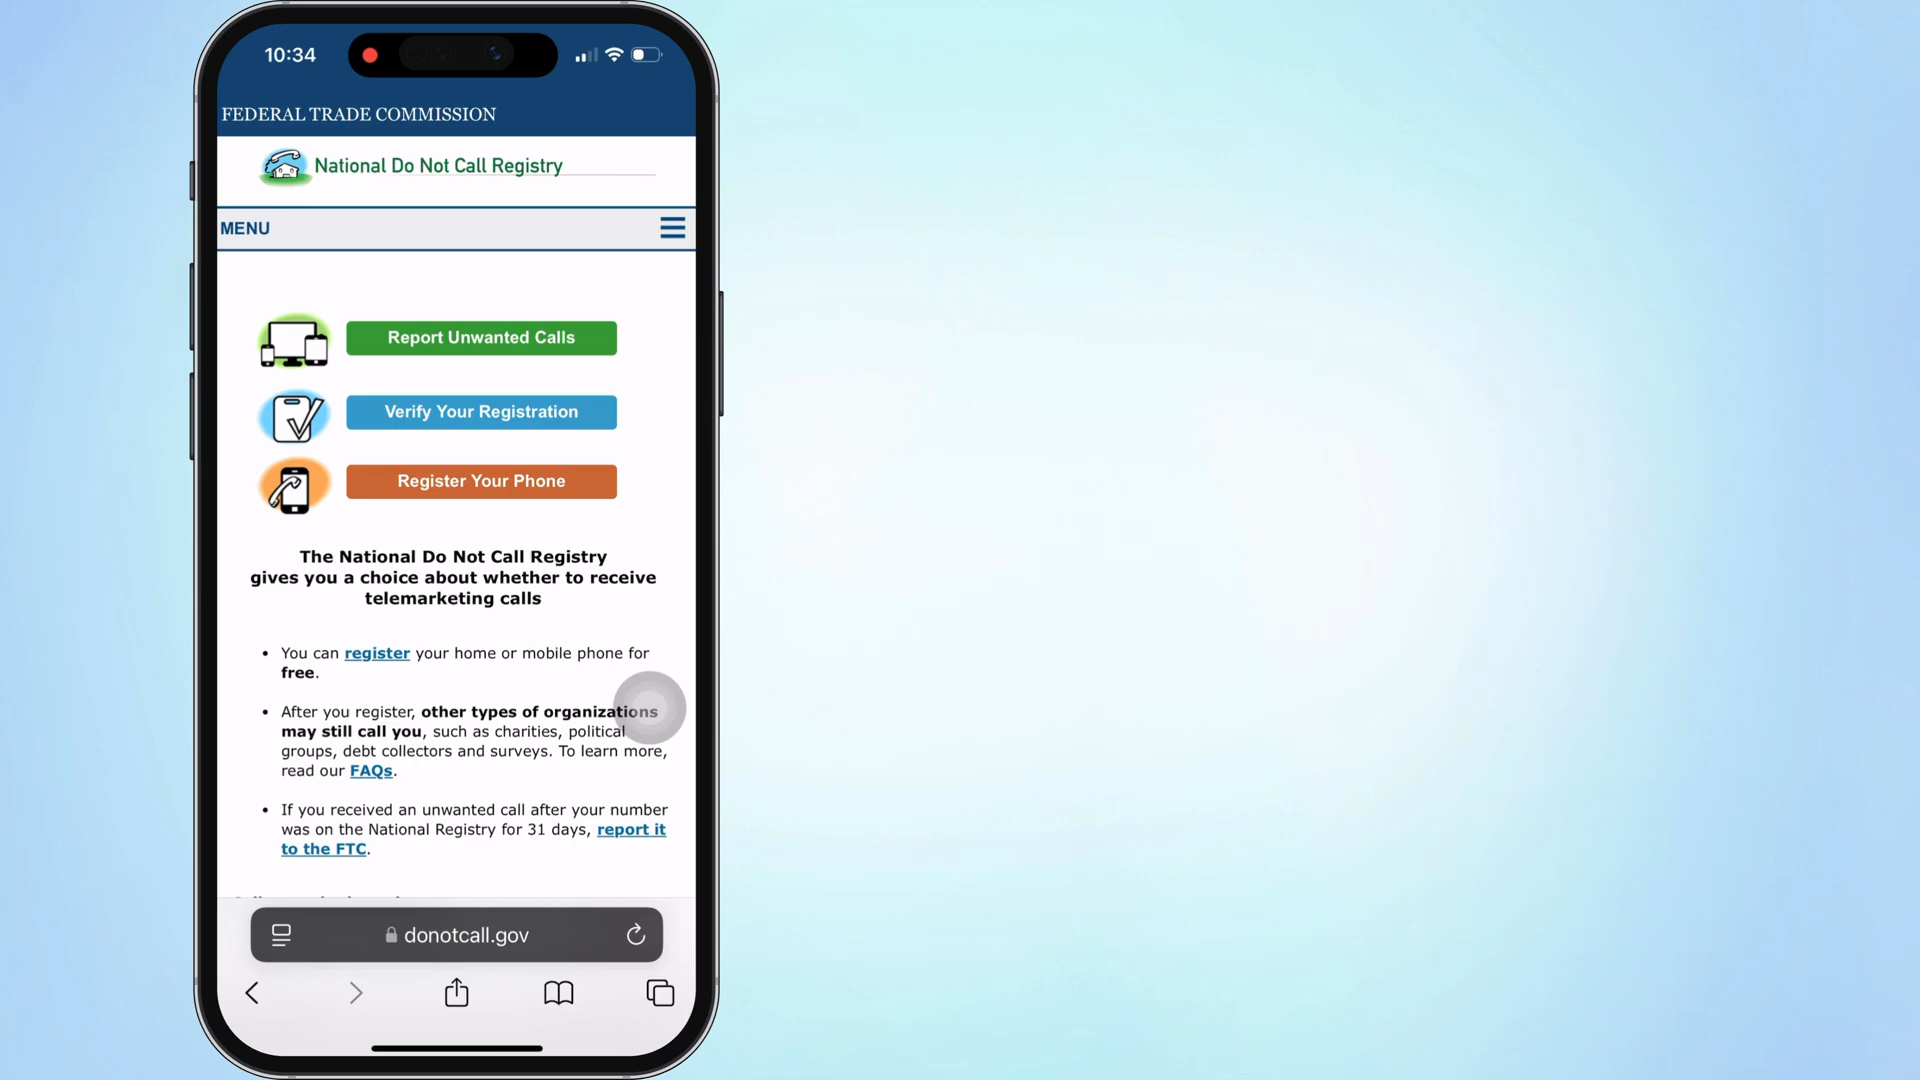 10:34
FEDERAL TRADE COMMISSION
National Do Not Call Registry
MENU
Report Unwanted Calls
Verify Your Registration
Register Your Phone
The National Do Not Call Registry
gives you a choice about whether to receive
telemarketing calls
• You can register your home or mobile phone for
free.
• After you register, other types of organizations
may still call you, such as charities, political
groups, debt collectors and surveys. To learn more,
read our FAQs.
• If you received an unwanted call after your number
was on the National Registry for 31 days, report it
to the FTC.
donotcall.gov